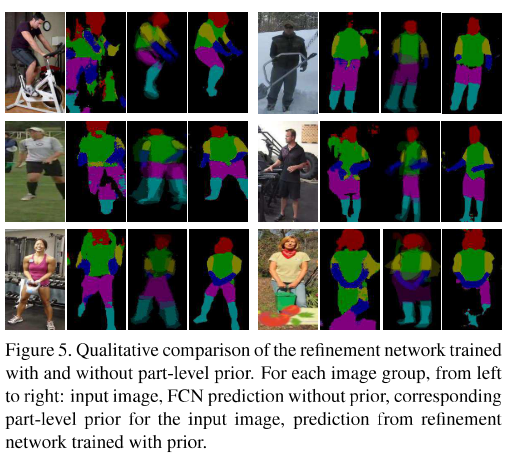 Figure 5. Qualitative comparison of the refinement network trained
with and without part-level prior. For each image group, from left
to right: input image, FCN prediction without prior, corresponding
part-level prior for the input image, prediction from refinement
network trained with prior.